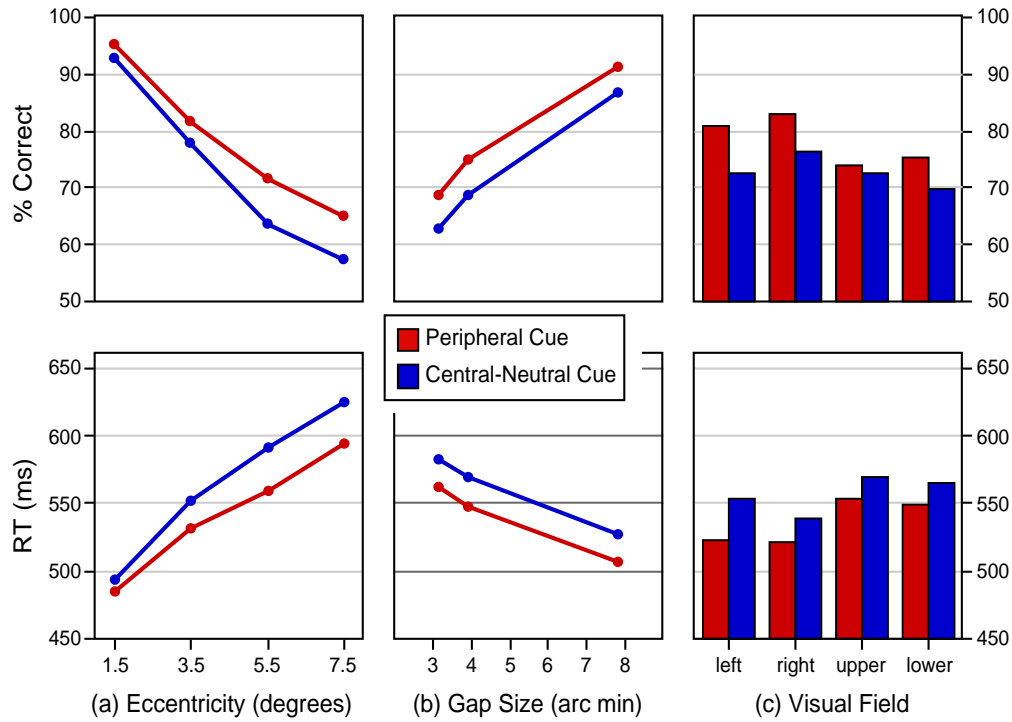 100
90
80
70
60
50
% Correct
100
90
80
70
60
50
Peripheral Cue
Central-Neutral Cue
650
600
550
500
450
RT (ms)
650
600
550
500
450
1.5 3.5 5.5 7.5
3 4 5 6 7 8
left right upper lower
(a) Eccentricity (degrees)
(b) Gap Size (arc min)
(c) Visual Field